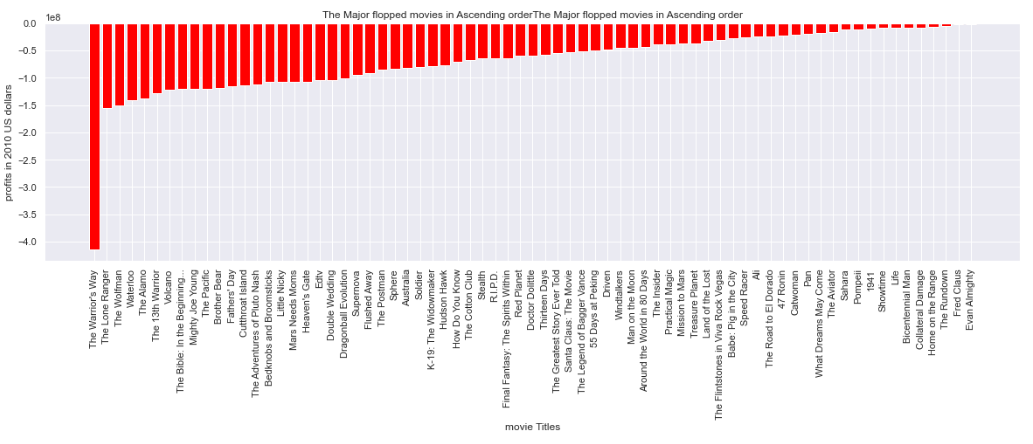 The Major flopped movies in Ascending orderThe Major flopped movies in Ascending order
1e8
0.0
−0.5
−1.0
−1.5
−2.0
−2.5
−3.0
−3.5
−4.0
profits in 2010 US dollars
The Warrior's Way
The Lone Ranger
The Wolfman
Waterloo
The Alamo
The 13th Warrior
Volcano
The Bible: In the Beginning...
Mighty Joe Young
The Pacific
Brother Bear
Fathers' Day
Cutthroat Island
The Adventures of Pluto Nash
Bedknobs and Broomsticks
Little Nicky
Mars Needs Moms
Heaven's Gate
Edtv
Double Wedding
Dragonball Evolution
Supernova
Flushed Away
The Postman
Sphere
Australia
Soldier
K-19: The Widowmaker
Hudson Hawk
How Do You Know
The Cotton Club
Stealth
R.I.P.D.
Final Fantasy: The Spirits Within
Red Planet
Doctor Dolittle
Thirteen Days
The Greatest Story Ever Told
Santa Claus: The Movie
The Legend of Bagger Vance
55 Days at Peking
Driven
Windtalkers
Man on the Moon
Around the World in 80 Days
The Insider
Practical Magic
Mission to Mars
Treasure Planet
Land of the Lost
The Flintstones in Viva Rock Vegas
Babe: Pig in the City
Speed Racer
Ali
The Road to El Dorado
47 Ronin
Catwoman
Pan
What Dreams May Come
The Aviator
Sahara
Pompeii
1941
Showtime
Life
Bicentennial Man
Collateral Damage
Home on the Range
The Rundown
Fred Claus
Evan Almighty
movie Titles